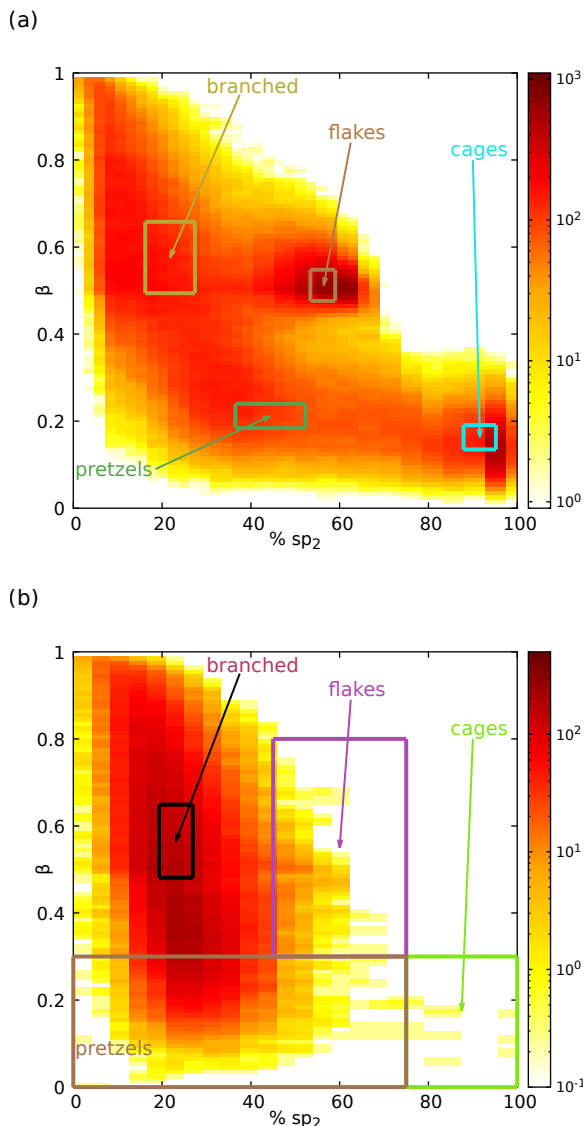 (a)
1
0.8
0.6
0.4
0.2
0
β
0
20
40
60
80
100
% sp₂
branched
flakes
cages
pretzels
10³
10²
10¹
10⁰
(b)
1
0.8
0.6
0.4
0.2
0
β
0
20
40
60
80
100
% sp₂
branched
flakes
cages
pretzels
10²
10¹
10⁰
10⁻¹